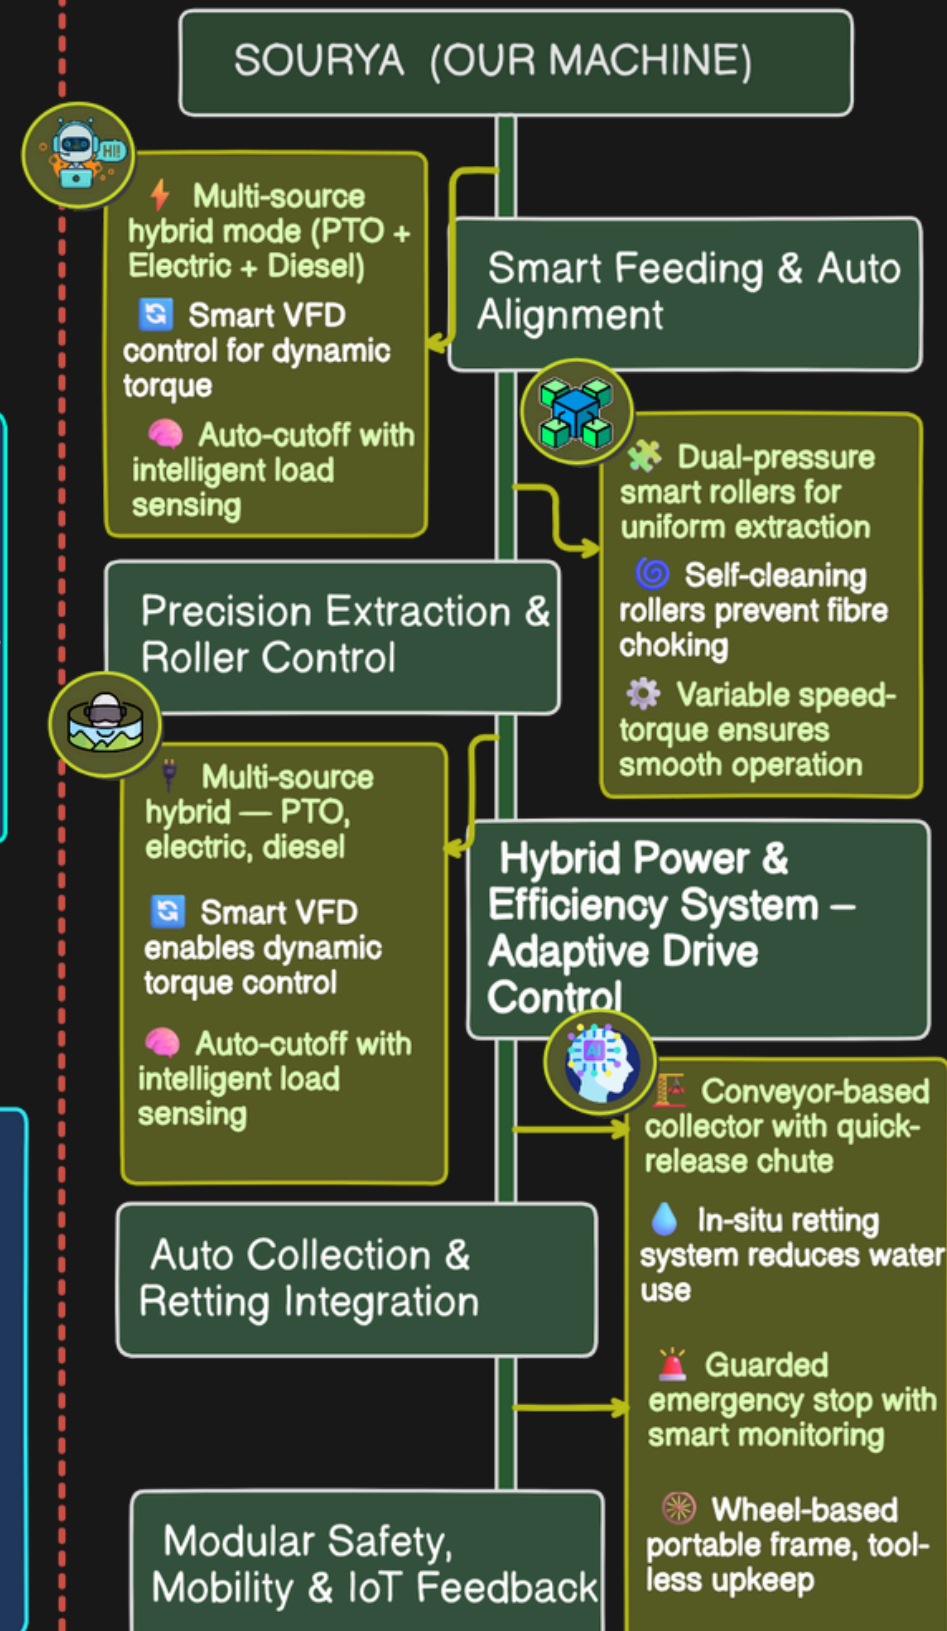 SOURYA (OUR MACHINE)
HI!
⚡ Multi-source
hybrid mode (PTO +
Electric + Diesel)
🔄 Smart VFD
control for dynamic
torque
🧠 Auto-cutoff with
intelligent load
sensing
Smart Feeding & Auto
Alignment
🧩 Dual-pressure
smart rollers for
uniform extraction
🌀 Self-cleaning
rollers prevent fibre
choking
⚙️ Variable speed-
torque ensures
smooth operation
Precision Extraction &
Roller Control
🔌 Multi-source
hybrid — PTO,
electric, diesel
🔄 Smart VFD
enables dynamic
torque control
🧠 Auto-cutoff with
intelligent load
sensing
Hybrid Power &
Efficiency System –
Adaptive Drive
Control
AI
🏗️ Conveyor-based
collector with quick-
release chute
💧 In-situ retting
system reduces water
use
🚨 Guarded
emergency stop with
smart monitoring
🛞 Wheel-based
portable frame, tool-
less upkeep
Auto Collection &
Retting Integration
Modular Safety,
Mobility & IoT Feedback